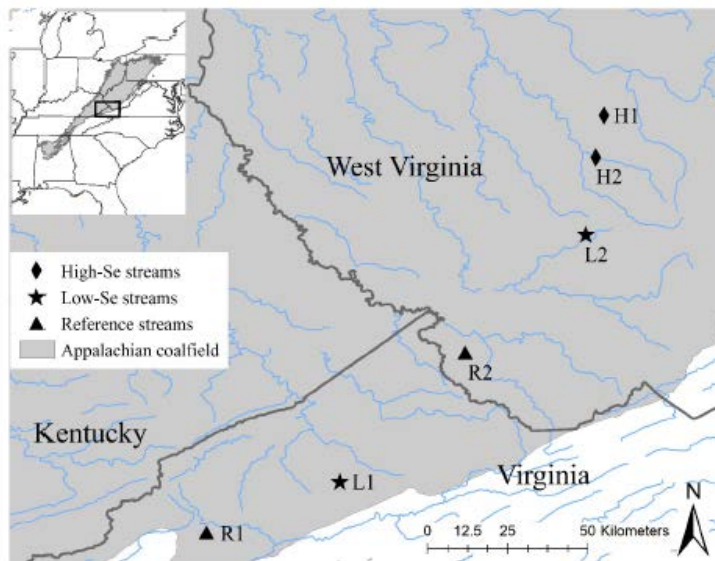 H1
West Virginia
H2
High-Se streams
Low-Se streams
L2
Reference streams
Appalachian coalfield
R2
Kentucky
Virginia
L1
N
R1
0 12.5 25 50 Kilometers